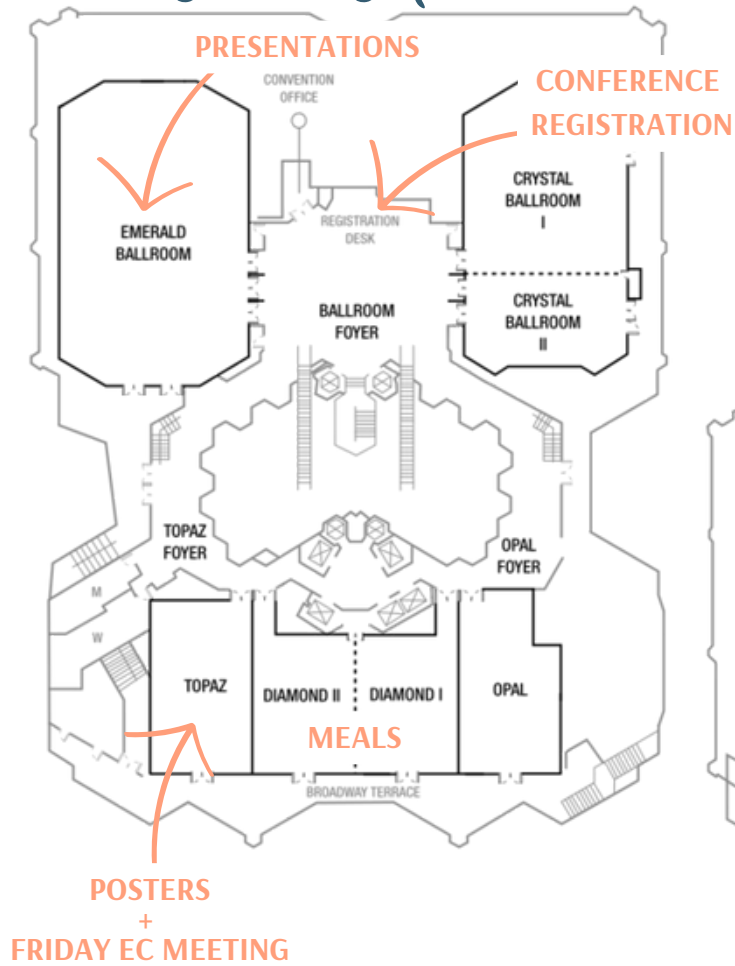 PRESENTATIONS
CONVENTION
OFFICE
CONFERENCE
REGISTRATION
CRYSTAL
BALLROOM
I
EMERALD
BALLROOM
REGISTRATION
DESK
BALLROOM
FOYER
CRYSTAL
BALLROOM
II
TOPAZ
FOYER
OPAL
FOYER
M
W
TOPAZ
DIAMOND II
DIAMOND I
OPAL
MEALS
BROADWAY TERRACE
POSTERS
+
FRIDAY EC MEETING